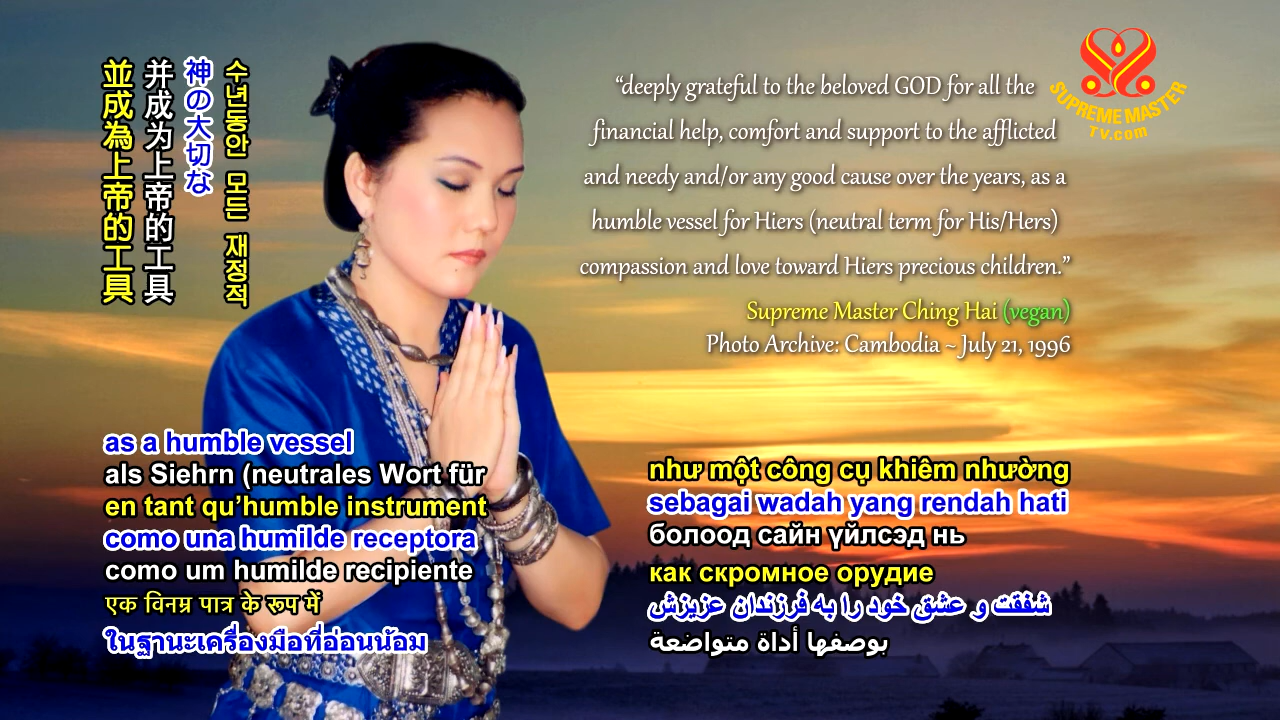 並成為上帝的工具
并成为上帝的工具
神の大切な
수년동안 모든 재정적
“deeply grateful to the beloved GOD for all the
financial help, comfort and support to the afflicted
and needy and/or any good cause over the years, as a
humble vessel for Hiers (neutral term for His/Hers)
compassion and love toward Hiers precious children.”
Supreme Master Ching Hai (vegan)
Photo Archive: Cambodia ~ July 21, 1996
SUPREME MASTER
TV.com
as a humble vessel
als Siehrn (neutrales Wort für
en tant qu’humble instrument
como una humilde receptora
como um humilde recipiente
एक विनम्र पात्र के रूप में
ในฐานะเครื่องมือที่อ่อนน้อม
như một công cụ khiêm nhường
sebagai wadah yang rendah hati
болоод сайн үйлсэд нь
как скромное орудие
شفقت و عشق خود را به فرزندان عزیزش
بوصفها أداة متواضعة